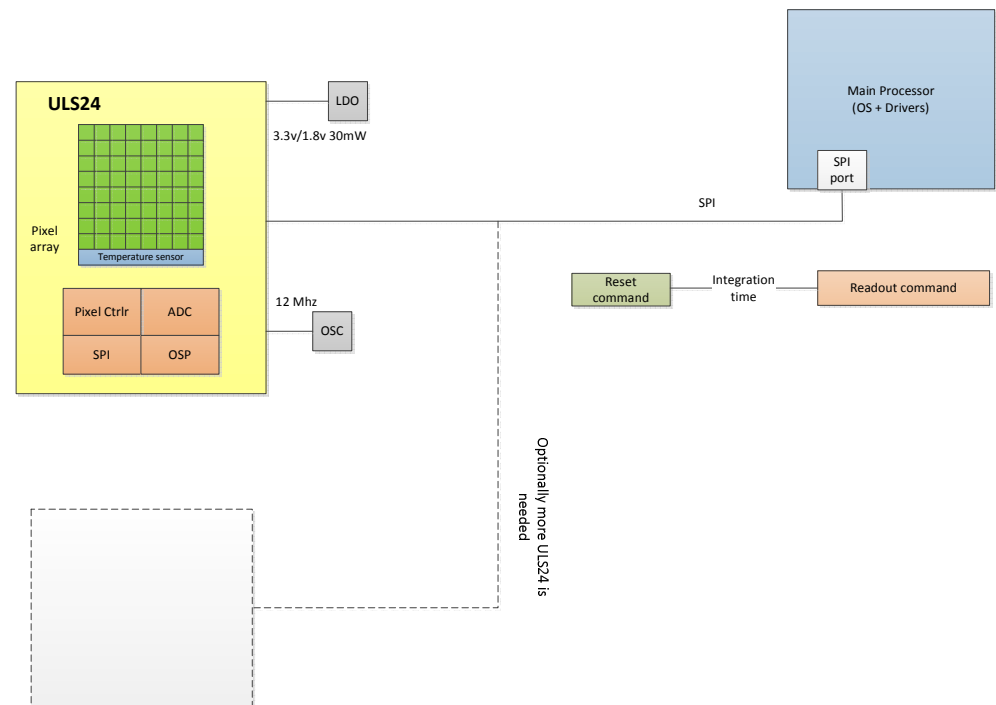 ULS24
Pixel
array
Temperature sensor
Pixel Ctrlr
ADC
SPI
OSP
LDO
3.3v/1.8v 30mW
12 Mhz
OSC
Main Processor
(OS + Drivers)
SPI
port
SPI
Reset
command
Integration
time
Readout command
Optionally more ULS24 is
needed